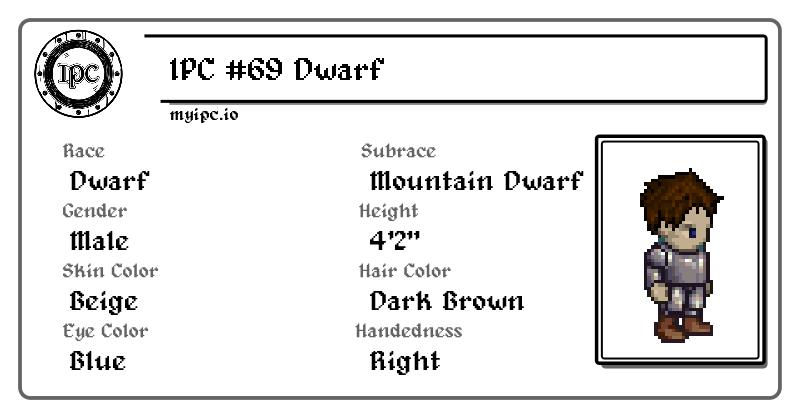 IPC
IPC #69 Dwarf
myipc.io
Race
Subrace
Dwarf
Mountain Dwarf
Gender
Height
Male
4'2"
Skin Color
Hair Color
Beige
Dark Brown
Eye Color
Handedness
Blue
Right